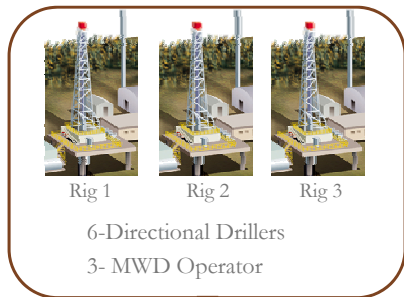 Rig 1 Rig 2 Rig 3
6-Directional Drillers
3- MWD Operator